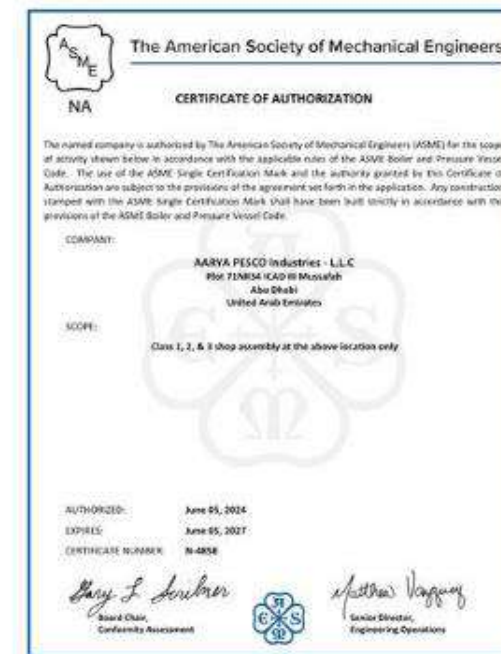 ASME
The American Society of Mechanical Engineers
NA
CERTIFICATE OF AUTHORIZATION
The named company is authorized by The American Society of Mechanical Engineers (ASME) for the scope
of activity shown below in accordance with the applicable rules of the ASME Boiler and Pressure Vessel
Code. The use of the ASME Single Certification Mark and the authority granted by this Certificate of
Authorization are subject to the provisions of the agreement set forth in the application. Any construction
stamped with the ASME Single Certification Mark shall have been built strictly in accordance with the
provisions of the ASME Boiler and Pressure Vessel Code.
COMPANY:
AARYA PESCO Industries - L.L.C
Plot 71NR34 ICAD III Mussafah
Abu Dhabi
United Arab Emirates
SCOPE:
Class 1, 2, & 3 shop assembly at the above location only
AUTHORIZED: June 05, 2024
EXPIRES: June 05, 2027
CERTIFICATE NUMBER: N-4858
Board Chair,
Conformity Assessment
Senior Director,
Engineering Operations